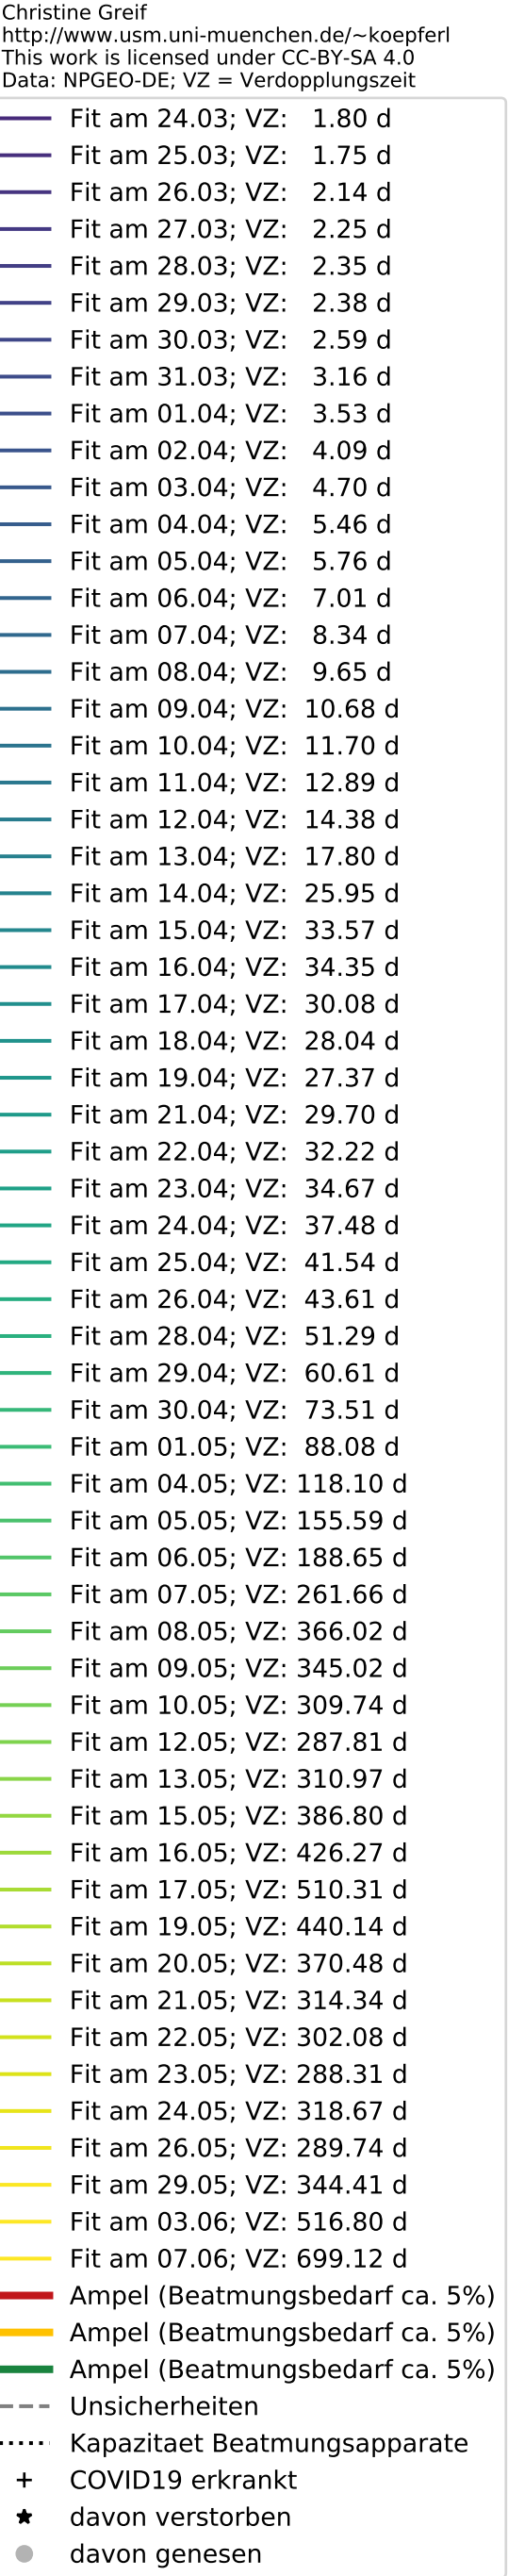 Christine Greif
http://www.usm.uni-muenchen.de/~koepferl
This work is licensed under CC-BY-SA 4.0
Data: NPGEO-DE; VZ = Verdopplungszeit
Fit am 24.03; VZ: 1.80 d
Fit am 25.03; VZ: 1.75 d
Fit am 26.03; VZ: 2.14 d
Fit am 27.03; VZ: 2.25 d
Fit am 28.03; VZ: 2.35 d
Fit am 29.03; VZ: 2.38 d
Fit am 30.03; VZ: 2.59 d
Fit am 31.03; VZ: 3.16 d
Fit am 01.04; VZ: 3.53 d
Fit am 02.04; VZ: 4.09 d
Fit am 03.04; VZ: 4.70 d
Fit am 04.04; VZ: 5.46 d
Fit am 05.04; VZ: 5.76 d
Fit am 06.04; VZ: 7.01 d
Fit am 07.04; VZ: 8.34 d
Fit am 08.04; VZ: 9.65 d
Fit am 09.04; VZ: 10.68 d
Fit am 10.04; VZ: 11.70 d
Fit am 11.04; VZ: 12.89 d
Fit am 12.04; VZ: 14.38 d
Fit am 13.04; VZ: 17.80 d
Fit am 14.04; VZ: 25.95 d
Fit am 15.04; VZ: 33.57 d
Fit am 16.04; VZ: 34.35 d
Fit am 17.04; VZ: 30.08 d
Fit am 18.04; VZ: 28.04 d
Fit am 19.04; VZ: 27.37 d
Fit am 21.04; VZ: 29.70 d
Fit am 22.04; VZ: 32.22 d
Fit am 23.04; VZ: 34.67 d
Fit am 24.04; VZ: 37.48 d
Fit am 25.04; VZ: 41.54 d
Fit am 26.04; VZ: 43.61 d
Fit am 28.04; VZ: 51.29 d
Fit am 29.04; VZ: 60.61 d
Fit am 30.04; VZ: 73.51 d
Fit am 01.05; VZ: 88.08 d
Fit am 04.05; VZ: 118.10 d
Fit am 05.05; VZ: 155.59 d
Fit am 06.05; VZ: 188.65 d
Fit am 07.05; VZ: 261.66 d
Fit am 08.05; VZ: 366.02 d
Fit am 09.05; VZ: 345.02 d
Fit am 10.05; VZ: 309.74 d
Fit am 12.05; VZ: 287.81 d
Fit am 13.05; VZ: 310.97 d
Fit am 15.05; VZ: 386.80 d
Fit am 16.05; VZ: 426.27 d
Fit am 17.05; VZ: 510.31 d
Fit am 19.05; VZ: 440.14 d
Fit am 20.05; VZ: 370.48 d
Fit am 21.05; VZ: 314.34 d
Fit am 22.05; VZ: 302.08 d
Fit am 23.05; VZ: 288.31 d
Fit am 24.05; VZ: 318.67 d
Fit am 26.05; VZ: 289.74 d
Fit am 29.05; VZ: 344.41 d
Fit am 03.06; VZ: 516.80 d
Fit am 07.06; VZ: 699.12 d
Ampel (Beatmungsbedarf ca. 5%)
Ampel (Beatmungsbedarf ca. 5%)
Ampel (Beatmungsbedarf ca. 5%)
Unsicherheiten
Kapazitaet Beatmungsapparate
COVID19 erkrankt
davon verstorben
davon genesen